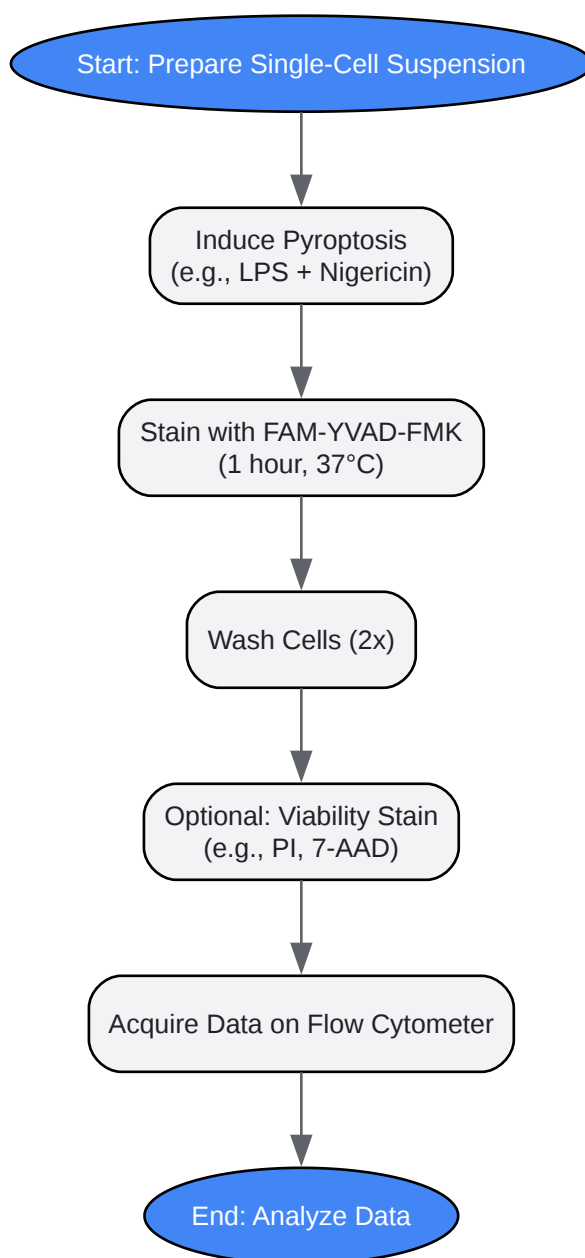 Start: Prepare Single-Cell Suspension
Induce Pyroptosis
(e.g., LPS + Nigericin)
Stain with FAM-YVAD-FMK
(1 hour, 37°C)
Wash Cells (2x)
Optional: Viability Stain
(e.g., PI, 7-AAD)
Acquire Data on Flow Cytometer
End: Analyze Data